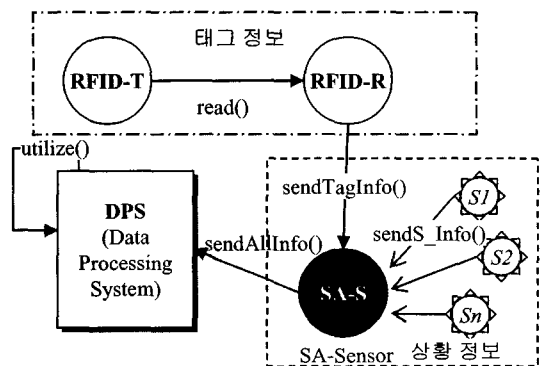 태그 정보
RFID-T
RFID-R
read()
utilize()
sendTagInfo()
S1
DPS
(Data
Processing
System)
sendAllInfo()
sendS_Info()
S2
SA-S
Sn
SA-Sensor
상황 정보